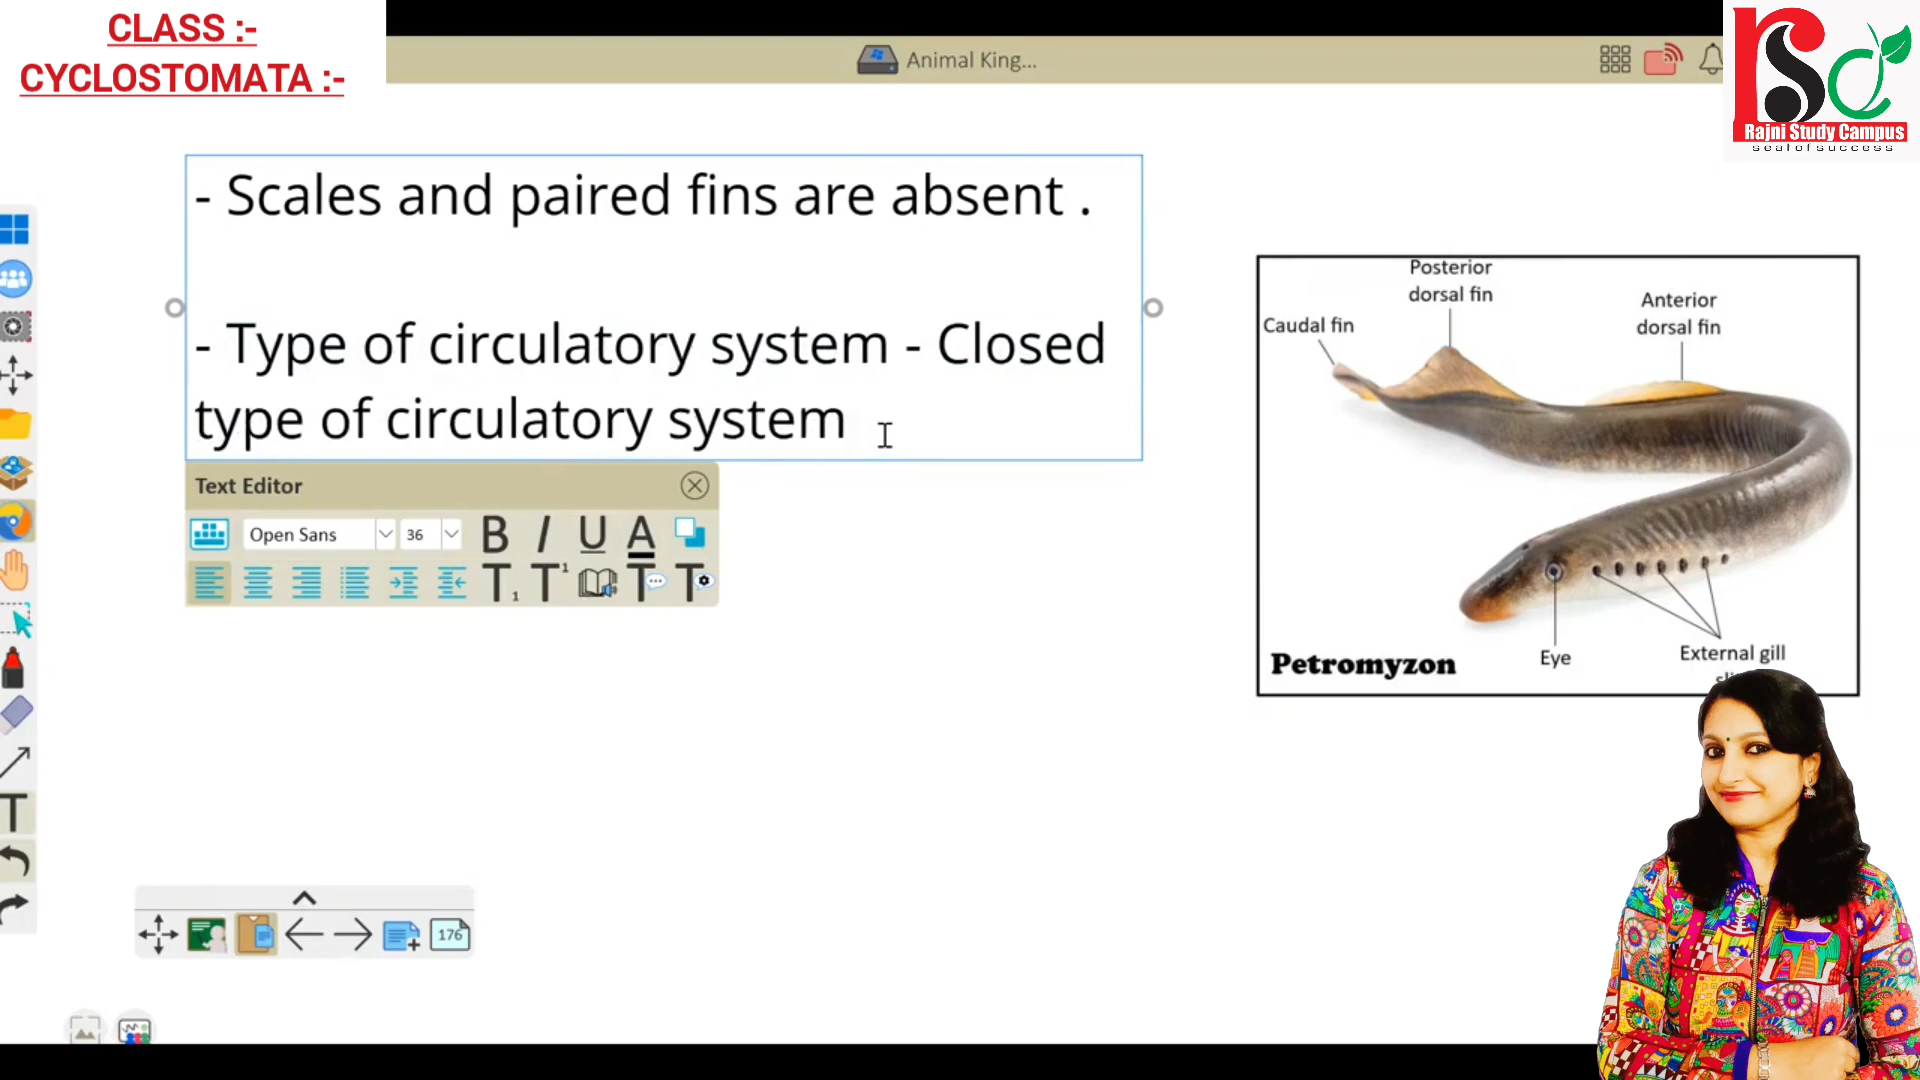 CLASS :-
CYCLOSTOMATA :-
Animal King...
Rajni Study Campus
seal of success
- Scales and paired fins are absent .
- Type of circulatory system - Closed
type of circulatory system
Text Editor
Open Sans
36
B I U A
T1 T1 T T
Posterior
dorsal fin
Anterior
dorsal fin
Caudal fin
Petromyzon
Eye
External gill
T
176